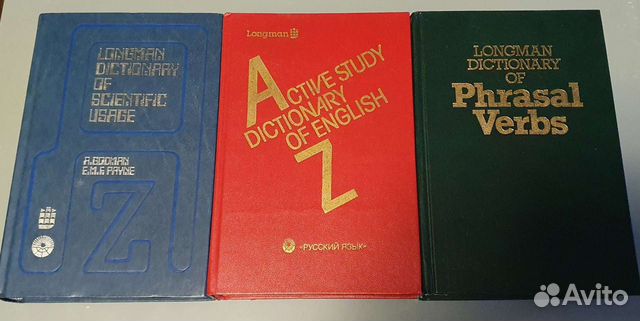 LONGMAN
DICTIONARY
OF
SCIENTIFIC
USAGE
A.GODMAN
E.M.F. PAYNE
Z
Longman
ACTIVE STUDY
DICTIONARY
OF ENGLISH
Z
«РУССКИЙ ЯЗЫК»
LONGMAN
DICTIONARY
OF
Phrasal
Verbs
Avito